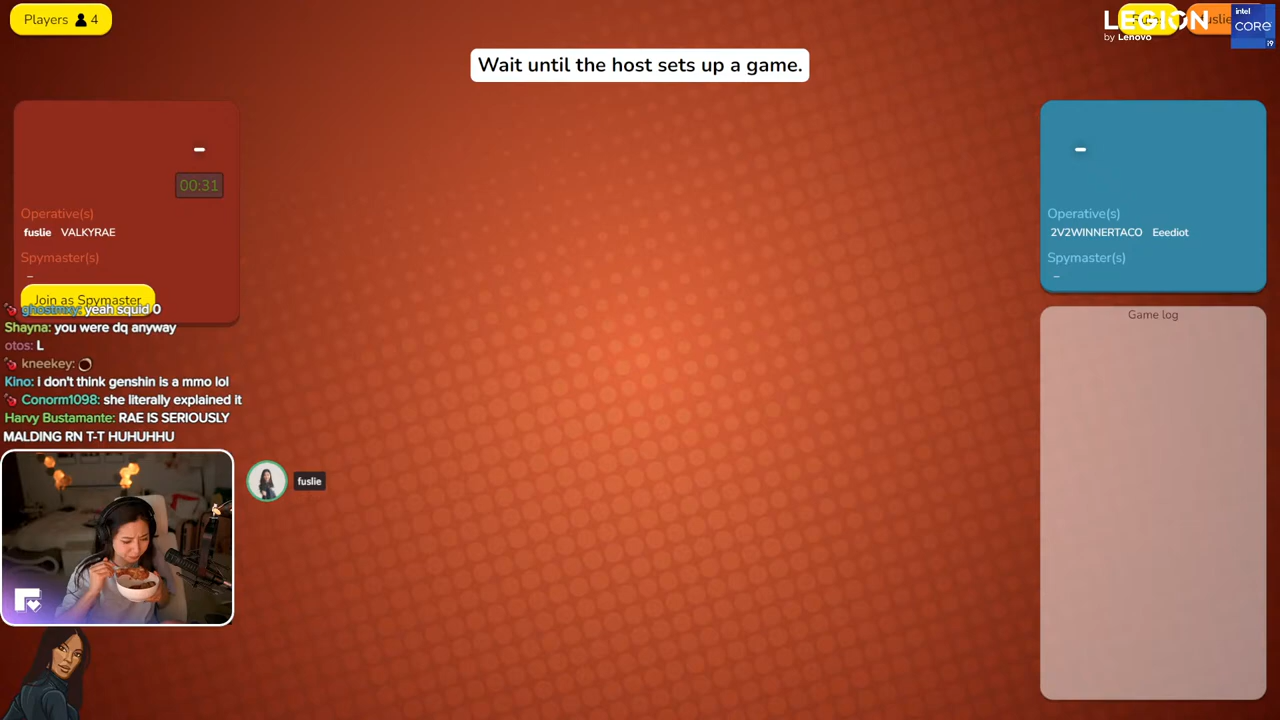 Players 4
LEGION
by Lenovo
intel
CORE
i9
Wait until the host sets up a game.
-
00:31
Operative(s)
fuslie VALKYRAE
Spymaster(s)
–
Join as Spymaster
-
Operative(s)
2V2WINNERTACO Eeediot
Spymaster(s)
–
Game log
ghostmxy: yeah squid 0
Shayna: you were dq anyway
otos: L
kneekey:
Kino: i don't think genshin is a mmo lol
Conorm1098: she literally explained it
Harvy Bustamante: RAE IS SERIOUSLY
MALDING RN T-T HUHUHHU
fuslie